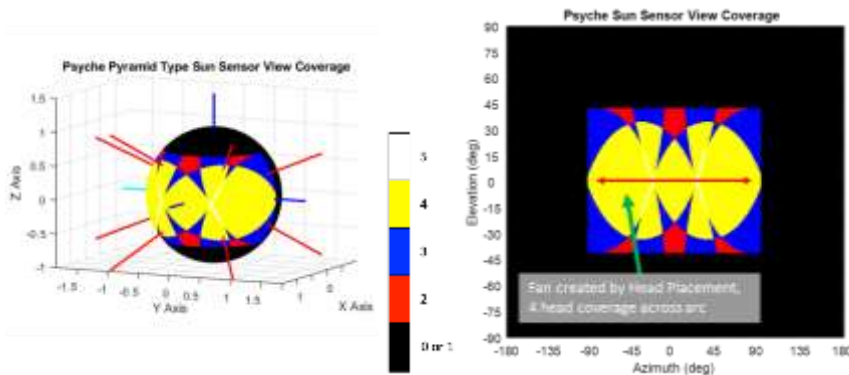 Psyche Pyramid Type Sun Sensor View Coverage
1.5
1
0.5
0
-0.5
-1
Z Axis
-1.5 -1 -0.5 0 0.5 1 1.5
Y Axis
-1 0 1
X Axis
5
4
3
2
0 or 1
Psyche Sun Sensor View Coverage
90
75
60
45
30
15
0
-15
-30
-45
-60
-75
-90
Elevation (deg)
Fan created by Head Placement,
4 head coverage across arc
-180 -135 -90 -45 0 45 90 135 180
Azimuth (deg)